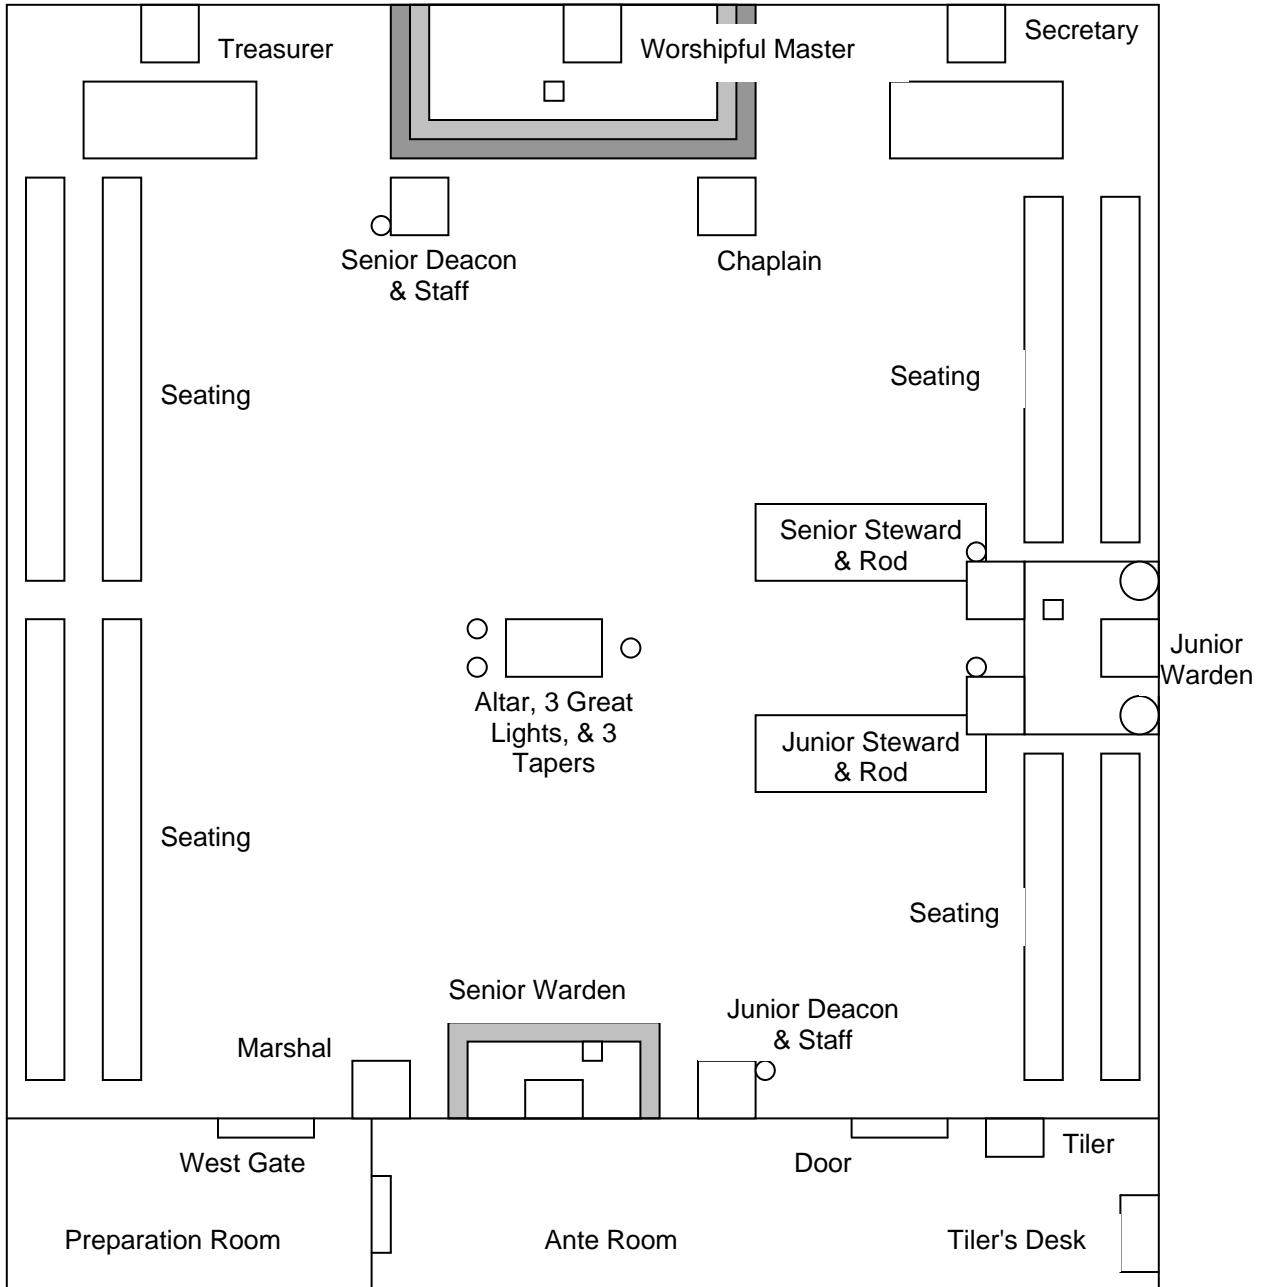 Treasurer
Worshipful Master
Secretary
Senior Deacon
& Staff
Chaplain
Seating
Seating
Senior Steward
& Rod
Junior
Warden
Altar, 3 Great
Lights, & 3
Tapers
Junior Steward
& Rod
Seating
Seating
Senior Warden
Junior Deacon
& Staff
Marshal
West Gate
Door
Tiler
Preparation Room
Ante Room
Tiler's Desk